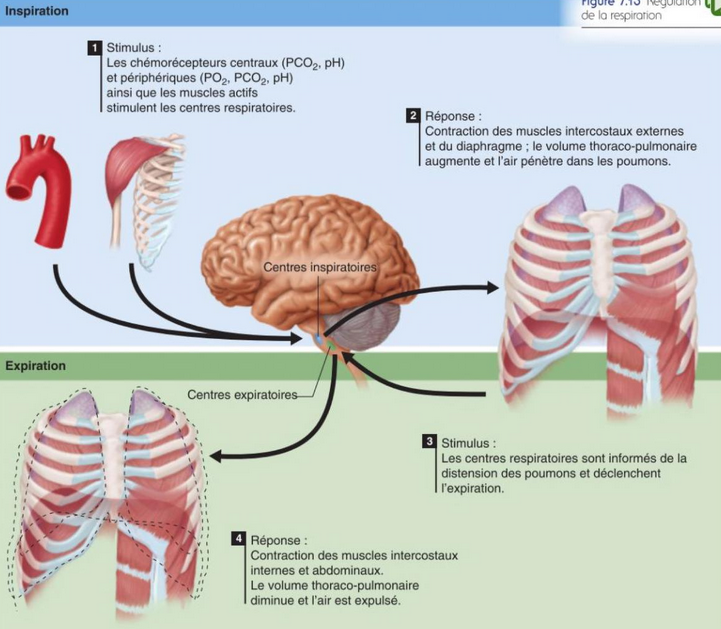 Inspiration
Figure 7.13 Régulation
de la respiration
1 Stimulus :
Les chémorécepteurs centraux (PCO₂, pH)
et périphériques (PO₂, PCO₂, pH)
ainsi que les muscles actifs
stimulent les centres respiratoires.
2 Réponse :
Contraction des muscles intercostaux externes
et du diaphragme ; le volume thoraco-pulmonaire
augmente et l'air pénètre dans les poumons.
Centres inspiratoires
Expiration
Centres expiratoires
3 Stimulus :
Les centres respiratoires sont informés de la
distension des poumons et déclenchent
l'expiration.
4 Réponse :
Contraction des muscles intercostaux
internes et abdominaux.
Le volume thoraco-pulmonaire
diminue et l'air est expulsé.